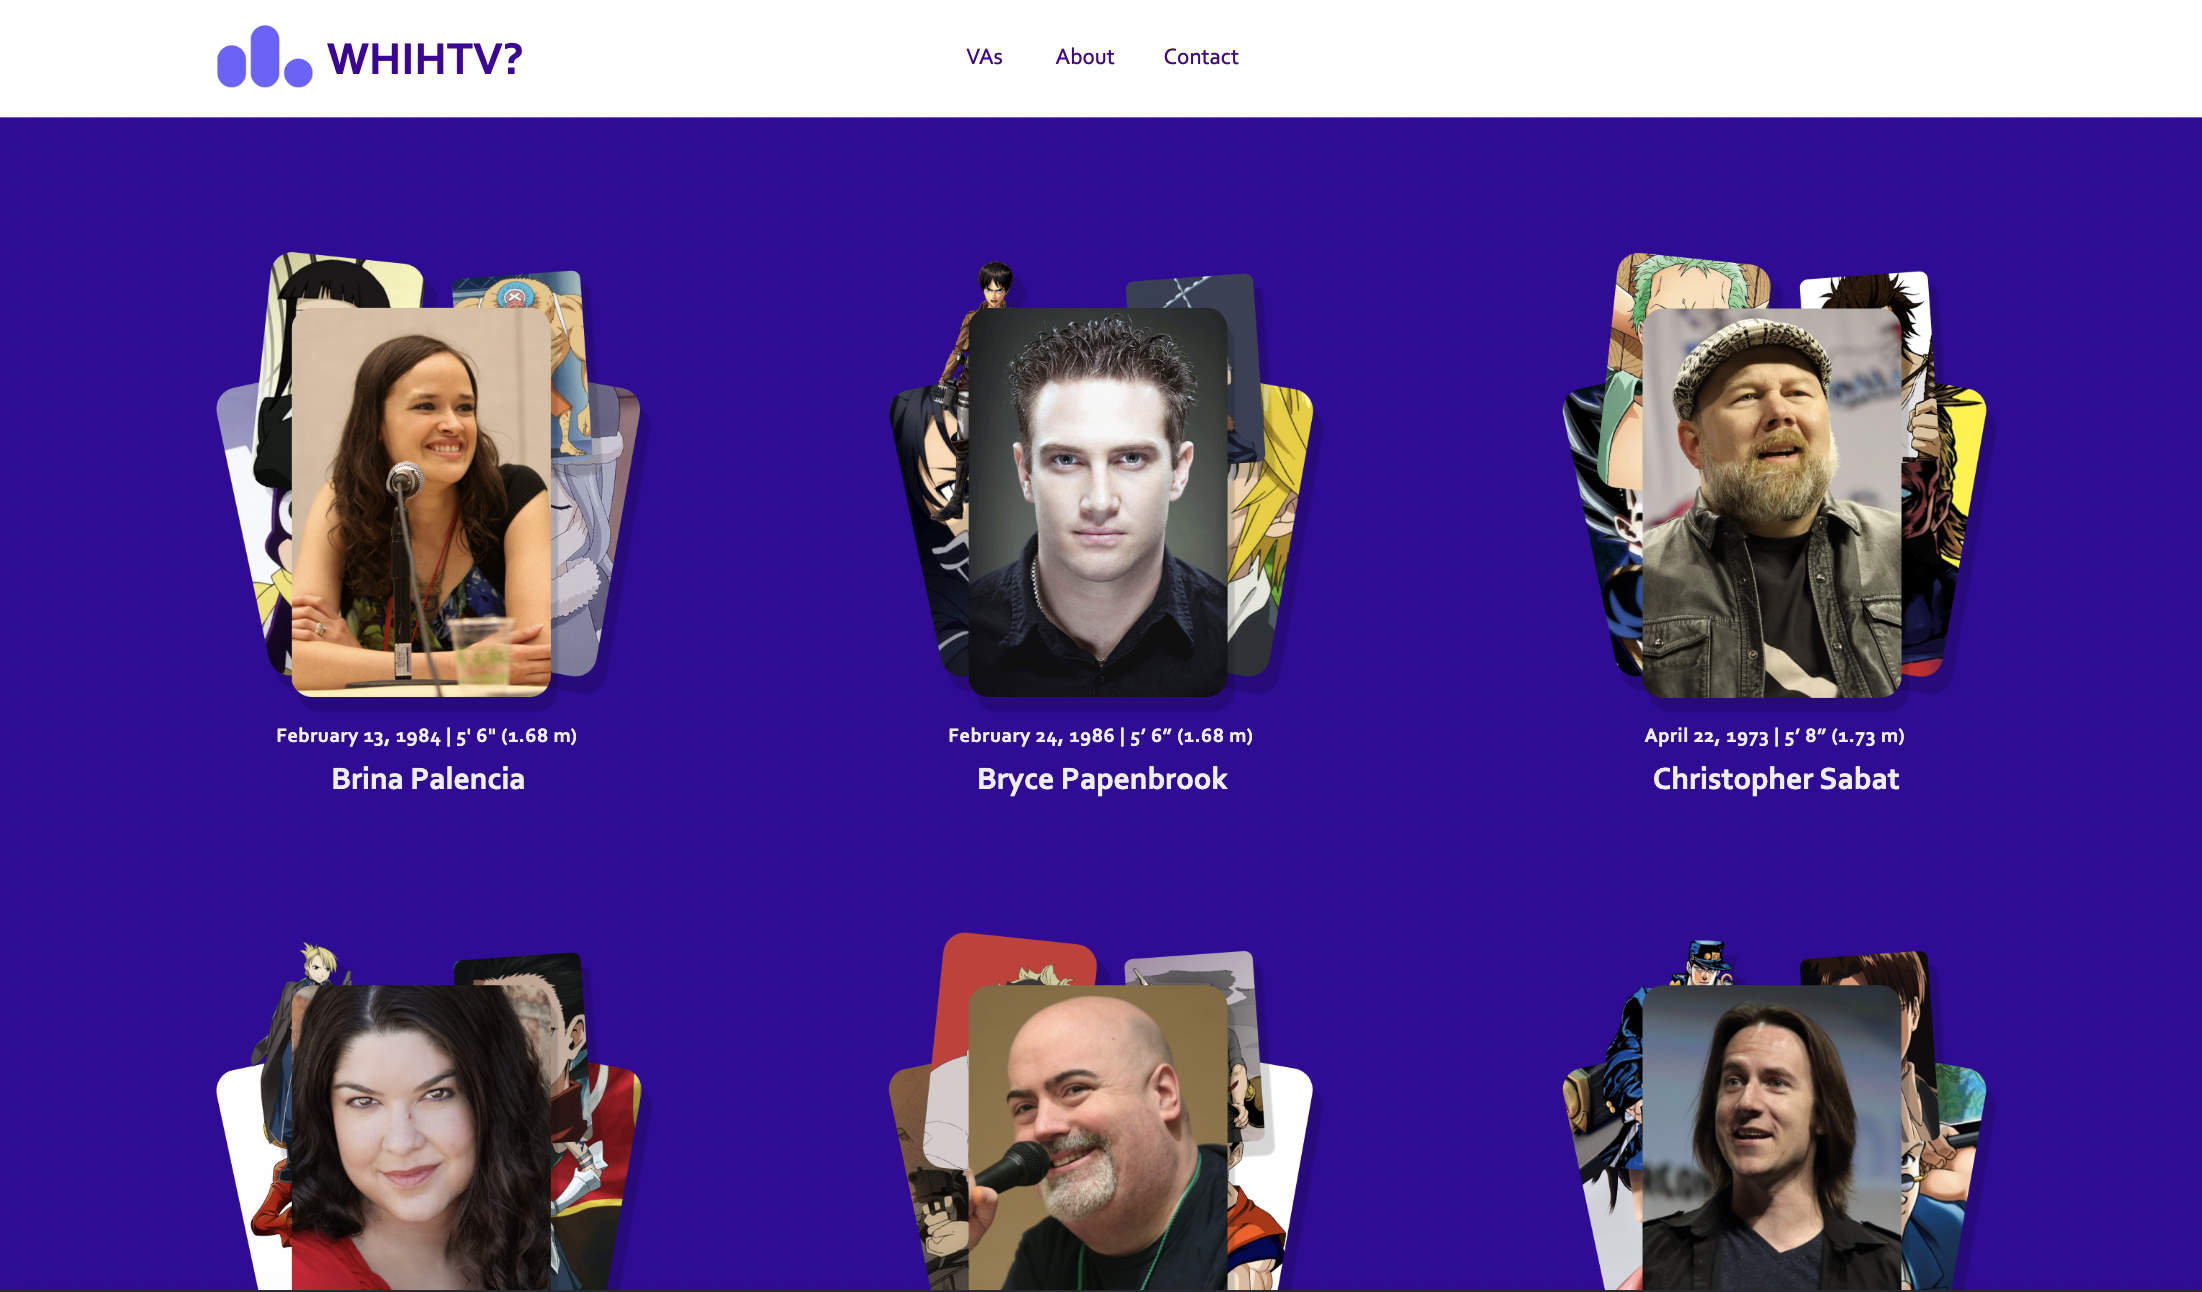 WHIHTV?
VAs
About
Contact
February 13, 1984 | 5' 6" (1.68 m)
Brina Palencia
February 24, 1986 | 5’ 6” (1.68 m)
Bryce Papenbrook
April 22, 1973 | 5’ 8” (1.73 m)
Christopher Sabat